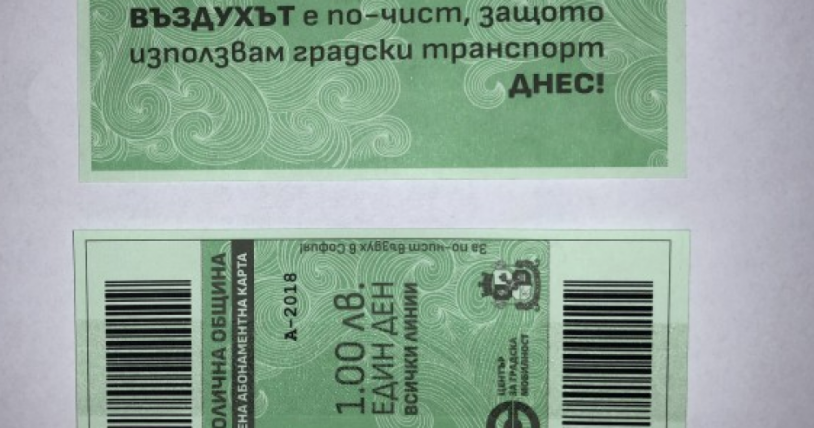 ВЪЗДУХЪТ е по-чист, защото
използвам градски транспорт
ДНЕС!
За по-чист въздух в София!
ОЛИЧНА ОБЩИНА
ЕНА АБОНАМЕНТНА КАРТА
А-2018
1.00 лв.
ЕДИН ДЕН
ВСИЧКИ ЛИНИИ
ЦЕНТЪР
ЗА ГРАДСКА
МОБИЛНОСТ